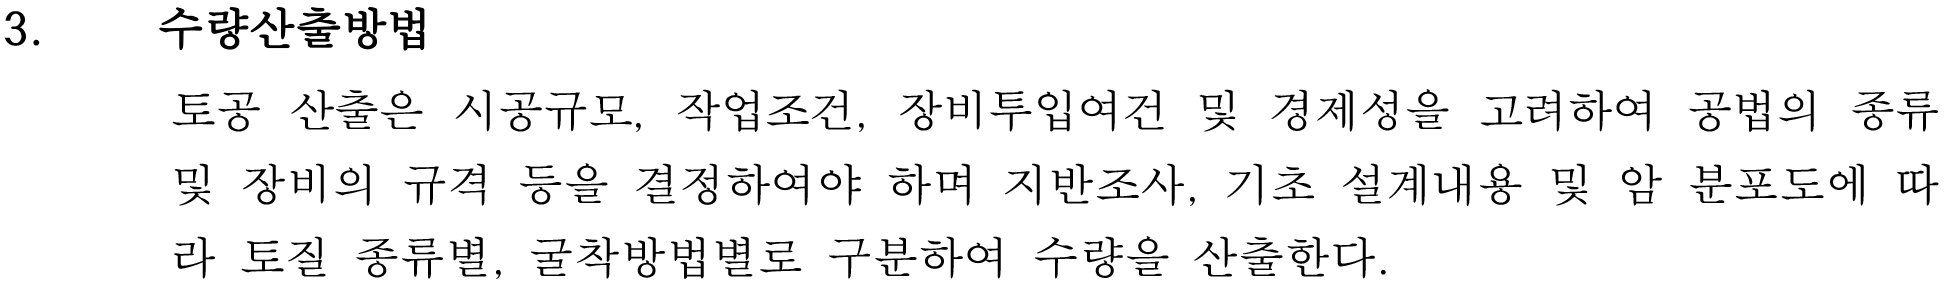 3. 수량산출방법
토공 산출은 시공규모, 작업조건, 장비투입여건 및 경제성을 고려하여 공법의 종류
및 장비의 규격 등을 결정하여야 하며 지반조사, 기초 설계내용 및 암 분포도에 따
라 토질 종류별, 굴착방법별로 구분하여 수량을 산출한다.